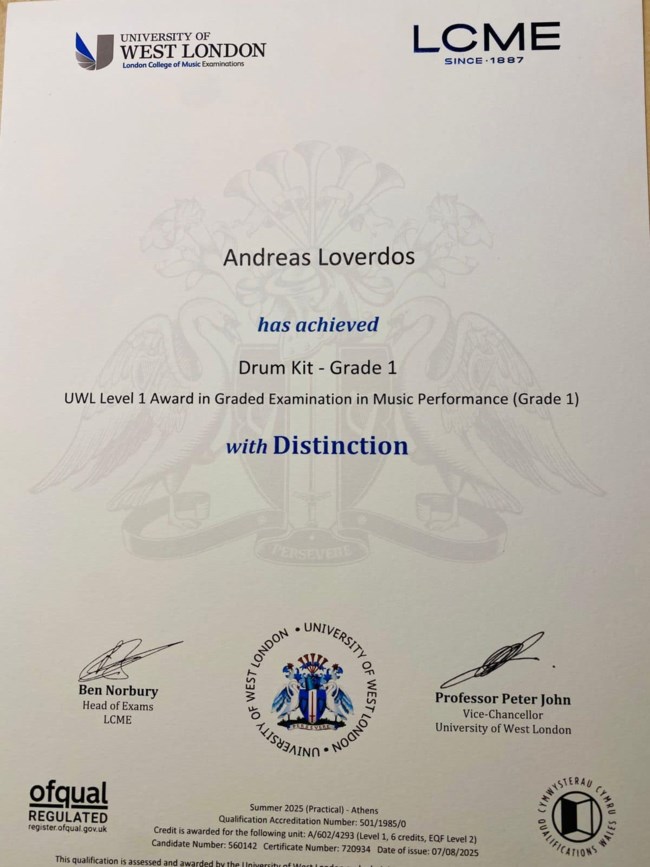 UNIVERSITY OF
WEST LONDON
London College of Music Examinations
LCME
SINCE·1887
Andreas Loverdos
has achieved
Drum Kit - Grade 1
UWL Level 1 Award in Graded Examination in Music Performance (Grade 1)
with Distinction
PERSEVERE
Ben Norbury
Head of Exams
LCME
UNIVERSITY OF WEST LONDON • UNIVERSITY OF WEST LONDON •
Professor Peter John
Vice-Chancellor
University of West London
ofqual
REGULATED
register.ofqual.gov.uk
Summer 2025 (Practical) - Athens
Qualification Accreditation Number: 501/1985/0
Credit is awarded for the following unit: A/602/4293 (Level 1, 6 credits, EQF Level 2)
Candidate Number: 560142 Certificate Number: 720934 Date of issue: 07/08/2025
CYMWYSTERAU CYMRU
QUALIFICATIONS WALES
This qualification is assessed and awarded by the University of West London